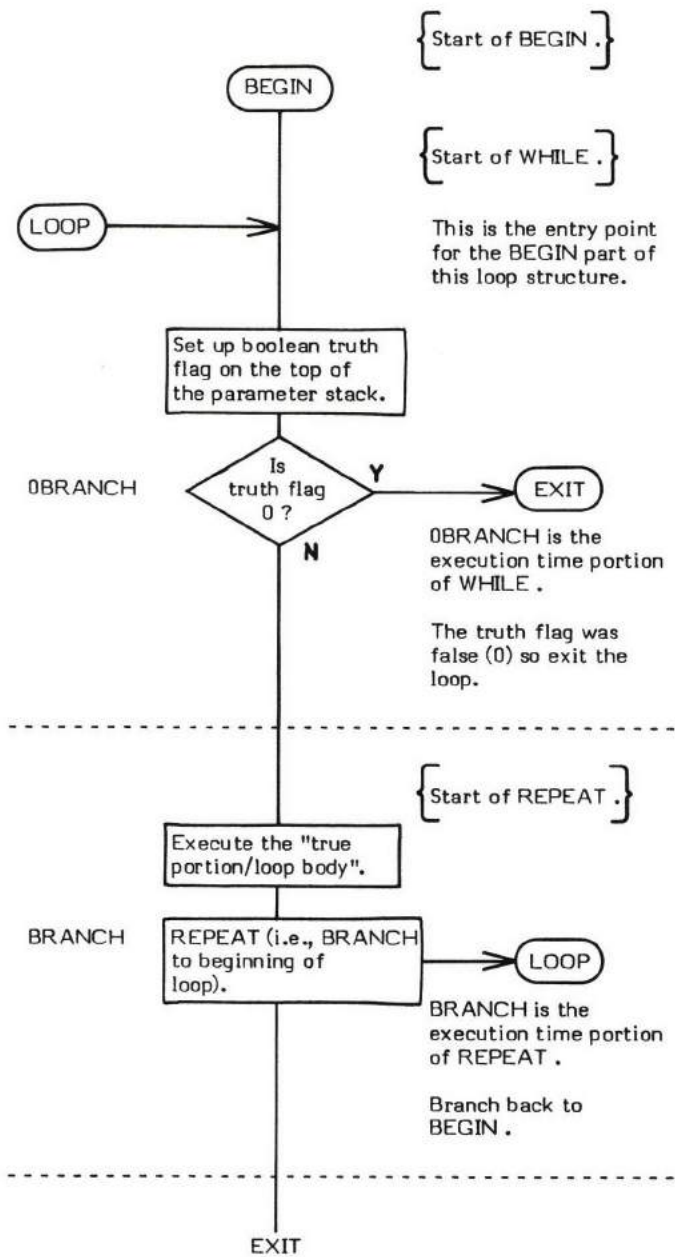 {Start of BEGIN .}
BEGIN
{Start of WHILE .}
LOOP
This is the entry point
for the BEGIN part of
this loop structure.
Set up boolean truth
flag on the top of
the parameter stack.
0BRANCH
Is
truth flag
0 ?
Y
N
EXIT
0BRANCH is the
execution time portion
of WHILE .
The truth flag was
false (0) so exit the
loop.
{Start of REPEAT .}
Execute the "true
portion/loop body".
BRANCH
REPEAT (i.e., BRANCH
to beginning of
loop).
LOOP
BRANCH is the
execution time portion
of REPEAT .
Branch back to
BEGIN .
EXIT